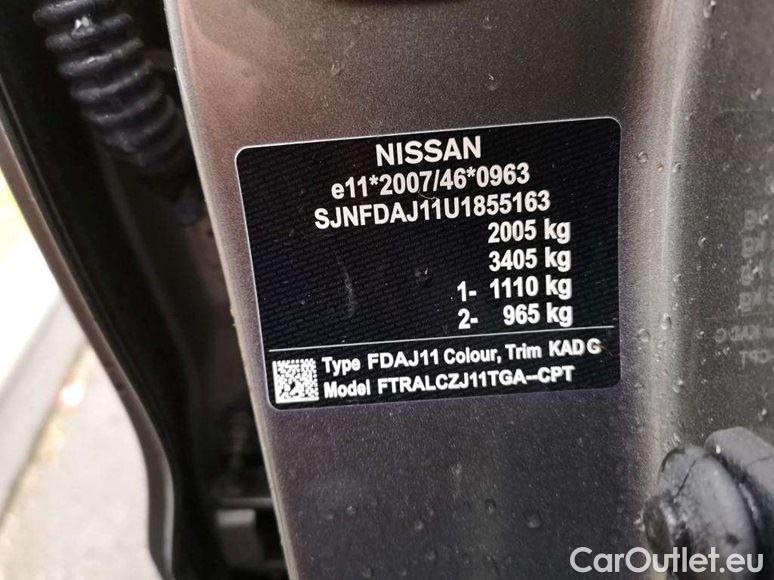 NISSAN
e11*2007/46*0963
SJNFDAJ11U1855163
2005 kg
3405 kg
1- 1110 kg
2- 965 kg
Type FDAJ11 Colour, Trim KAD G
Model FTRALCZJ11TGA--CPT
CarOutlet.eu